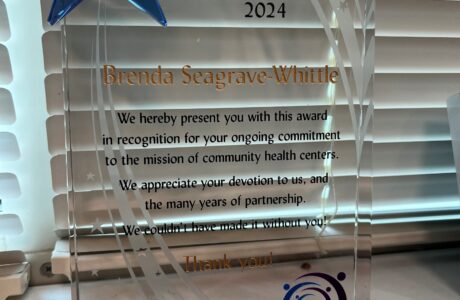 2024
Brenda Seagrave-Whittle
We hereby present you with this award
in recognition for your ongoing commitment
to the mission of community health centers.
We appreciate your devotion to us, and
the many years of partnership.
We couldn't have made it without you!
Thank you!